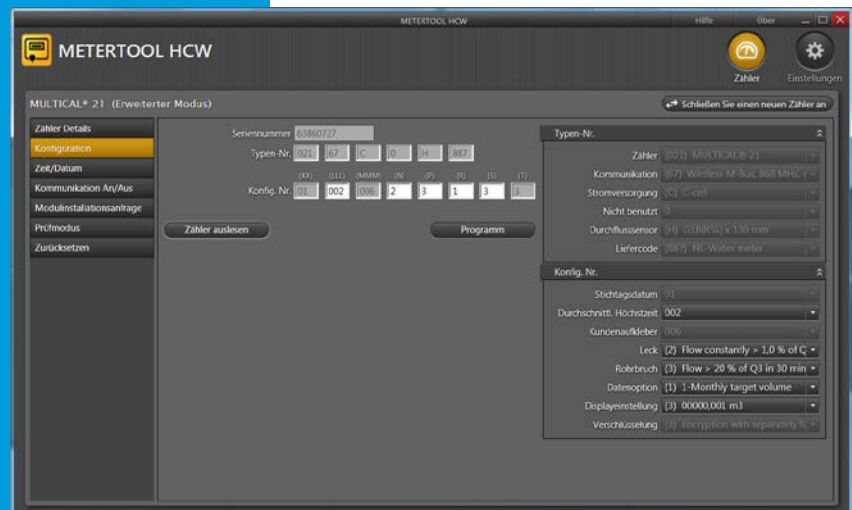 METERTOOL HCW
Hilfe
Über
METERTOOL HCW
Zähler
Einstellungen
MULTICAL® 21 (Erweiterter Modus)
Schließen Sie einen neuen Zähler an
Zähler Details
Konfiguration
Zeit/Datum
Kommunikation An/Aus
Modulinstallationsanfrage
Prüfmodus
Zurücksetzen
Seriennummer 63860727
Typen-Nr. 021 67 C 0 H 887
(KK) (LLL) (MMM) (N) (P) (R) (S) (T)
Konfig. Nr. 01 002 006 2 3 1 3 3
Zähler auslesen
Programm
Typen-Nr.
Zähler (021) MULTICAL® 21
Kommunikation (67) Wireless M-Bus, 868 MHz,
Stromversorgung (C) C-cell
Nicht benutzt 0
Durchflusssensor (H) G1B(R¾) x 130 mm
Liefercode (887) NL-Water meter
Konfig. Nr.
Stichtagsdatum 01
Durchschnittl. Höchstzeit 002
Kundenaufkleber 006
Leck (2) Flow constantly > 1,0 % of Q
Rohrbruch (3) Flow > 20 % of Q3 in 30 min
Datenoption (1) 1-Monthly target volume
Displayeinstellung (3) 00000,001 m3
Verschlüsselung (3) Encryption with separately f